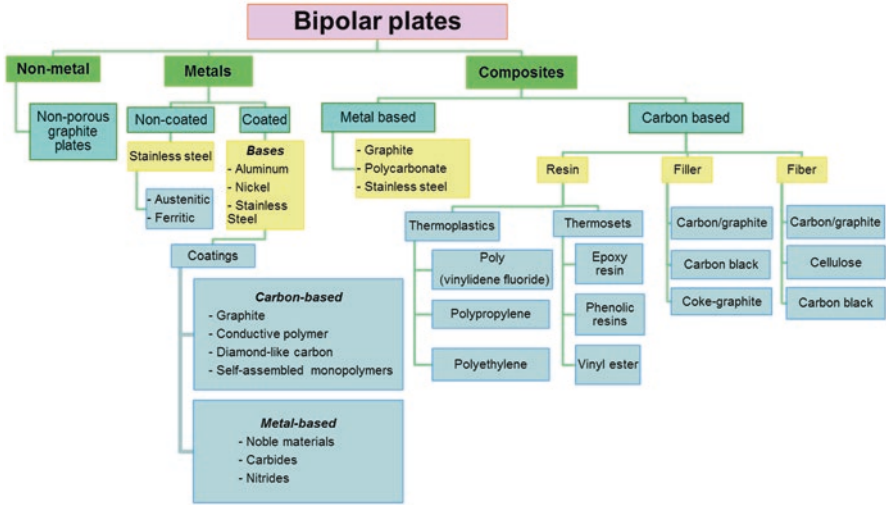 Bipolar plates
Non-metal
Metals
Composites
Non-porous
graphite
plates
Non-coated
Coated
Metal based
Carbon based
Stainless steel
Bases
- Aluminum
- Nickel
- Stainless
Steel
- Graphite
- Polycarbonate
- Stainless steel
Resin
Filler
Fiber
- Austenitic
- Ferritic
Coatings
Thermoplastics
Thermosets
Carbon/graphite
Carbon/graphite
Poly
(vinylidene fluoride)
Epoxy
resin
Carbon black
Cellulose
Polypropylene
Phenolic
resins
Coke-graphite
Carbon black
Polyethylene
Vinyl ester
Carbon-based
- Graphite
- Conductive polymer
- Diamond-like carbon
- Self-assembled monopolymers
Metal-based
- Noble materials
- Carbides
- Nitrides